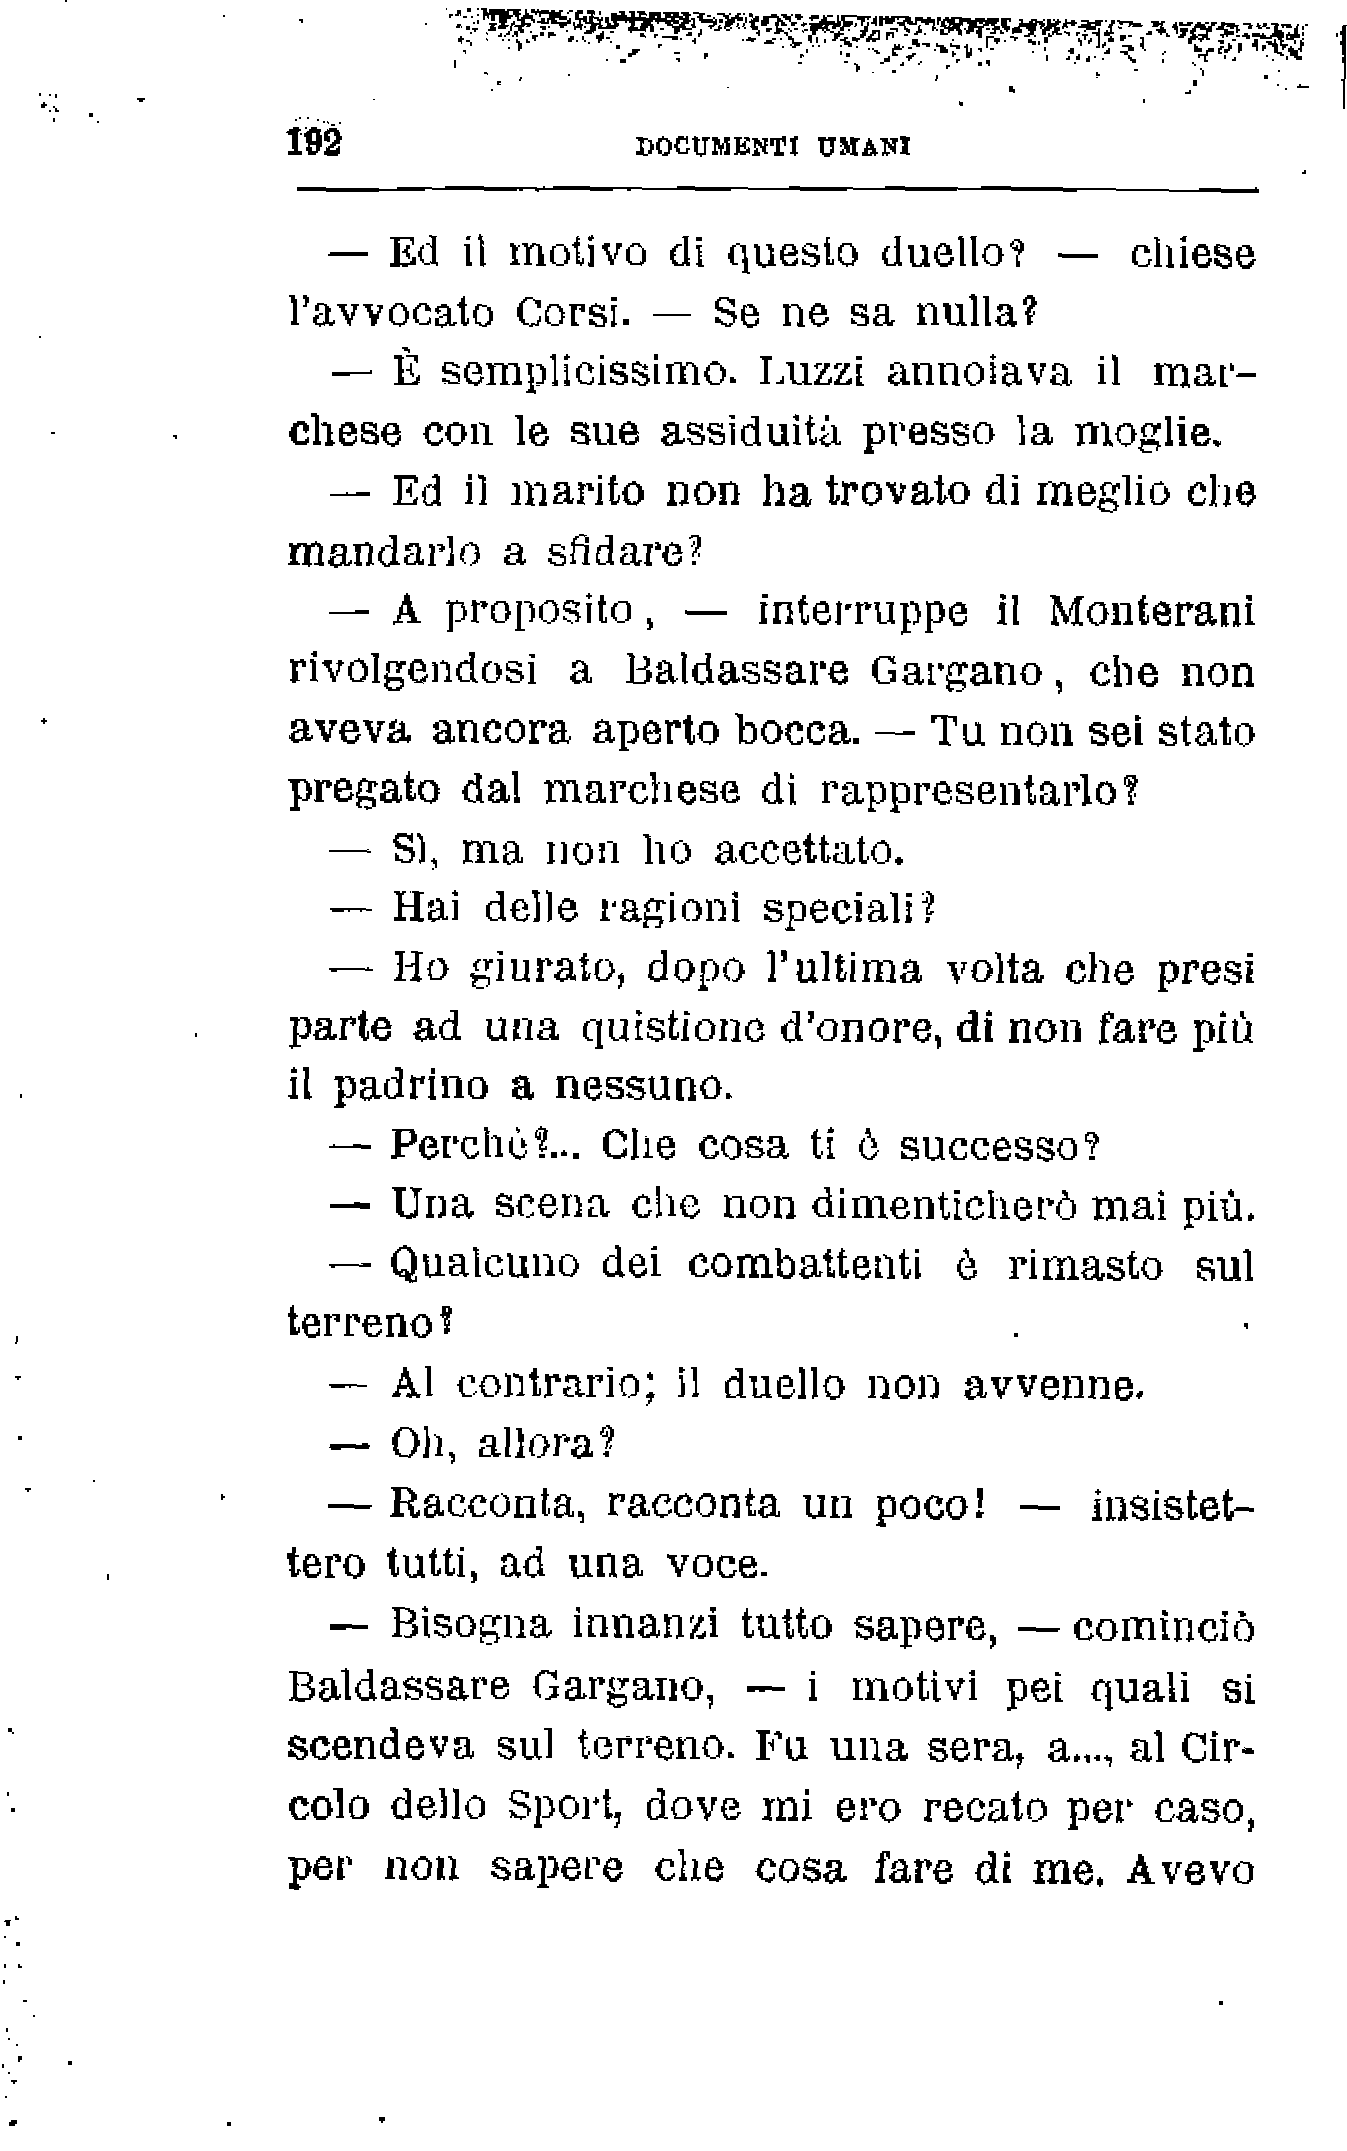 192 DOCUMENTI UMANI
— Ed il motivo di questo duello? — chiese
l'avvocato Corsi. — Se ne sa nulla?
— È semplicissimo. Luzzi annoiava il mar-
chese con le sue assiduità presso la moglie.
— Ed il marito non ha trovato di meglio che
mandarlo a sfidare?
— A proposito, — interruppe il Monterani
rivolgendosi a Baldassare Gargano, che non
aveva ancora aperto bocca. — Tu non sei stato
pregato dal marchese di rappresentarlo?
— Sì, ma non ho accettato.
— Hai delle ragioni speciali?
— Ho giurato, dopo l'ultima volta che presi
parte ad una quistione d'onore, di non fare più
il padrino a nessuno.
— Perchè?... Che cosa ti è successo?
— Una scena che non dimenticherò mai più.
— Qualcuno dei combattenti è rimasto sul
terreno?
— Al contrario; il duello non avvenne.
— Oh, allora?
— Racconta, racconta un poco! — insistet-
tero tutti, ad una voce.
— Bisogna innanzi tutto sapere, — cominciò
Baldassare Gargano, — i motivi pei quali si
scendeva sul terreno. Fu una sera, a..., al Cir-
colo dello Sport, dove mi ero recato per caso,
per non sapere che cosa fare di me. Avevo